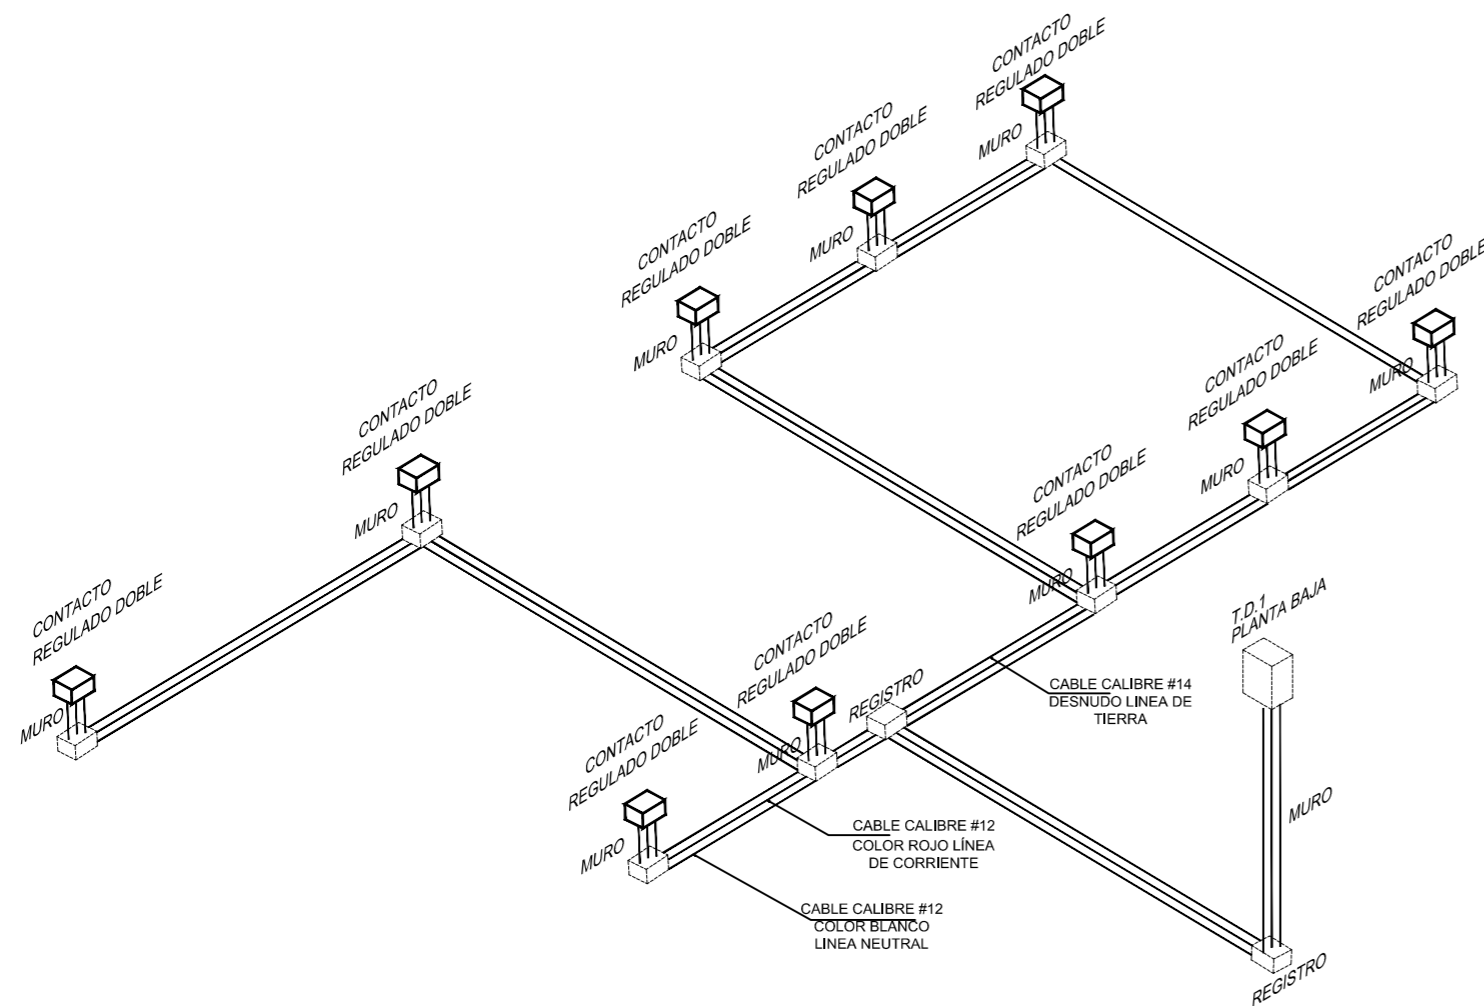 CONTACTO
REGULADO DOBLE
MURO
CONTACTO
REGULADO DOBLE
MURO
CONTACTO
REGULADO DOBLE
MURO
CONTACTO
REGULADO DOBLE
MURO
CONTACTO
REGULADO DOBLE
MURO
CONTACTO
REGULADO DOBLE
MURO
CONTACTO
REGULADO DOBLE
MURO
CONTACTO
REGULADO DOBLE
MURO
T.D.1
PLANTA BAJA
CONTACTO
REGULADO DOBLE
MURO
REGISTRO
CABLE CALIBRE #14
DESNUDO LINEA DE
TIERRA
CONTACTO
REGULADO DOBLE
MURO
MURO
CABLE CALIBRE #12
COLOR ROJO LÍNEA
DE CORRIENTE
CABLE CALIBRE #12
COLOR BLANCO
LINEA NEUTRAL
REGISTRO